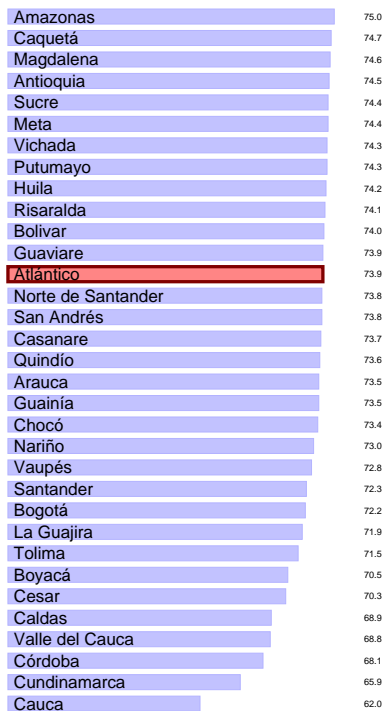 Amazonas 75.0
Caquetá 74.7
Magdalena 74.6
Antioquia 74.5
Sucre 74.4
Meta 74.4
Vichada 74.3
Putumayo 74.3
Huila 74.2
Risaralda 74.1
Bolivar 74.0
Guaviare 73.9
Atlántico 73.9
Norte de Santander 73.8
San Andrés 73.8
Casanare 73.7
Quindío 73.6
Arauca 73.5
Guainía 73.5
Chocó 73.4
Nariño 73.0
Vaupés 72.8
Santander 72.3
Bogotá 72.2
La Guajira 71.9
Tolima 71.5
Boyacá 70.5
Cesar 70.3
Caldas 68.9
Valle del Cauca 68.8
Córdoba 68.1
Cundinamarca 65.9
Cauca 62.0